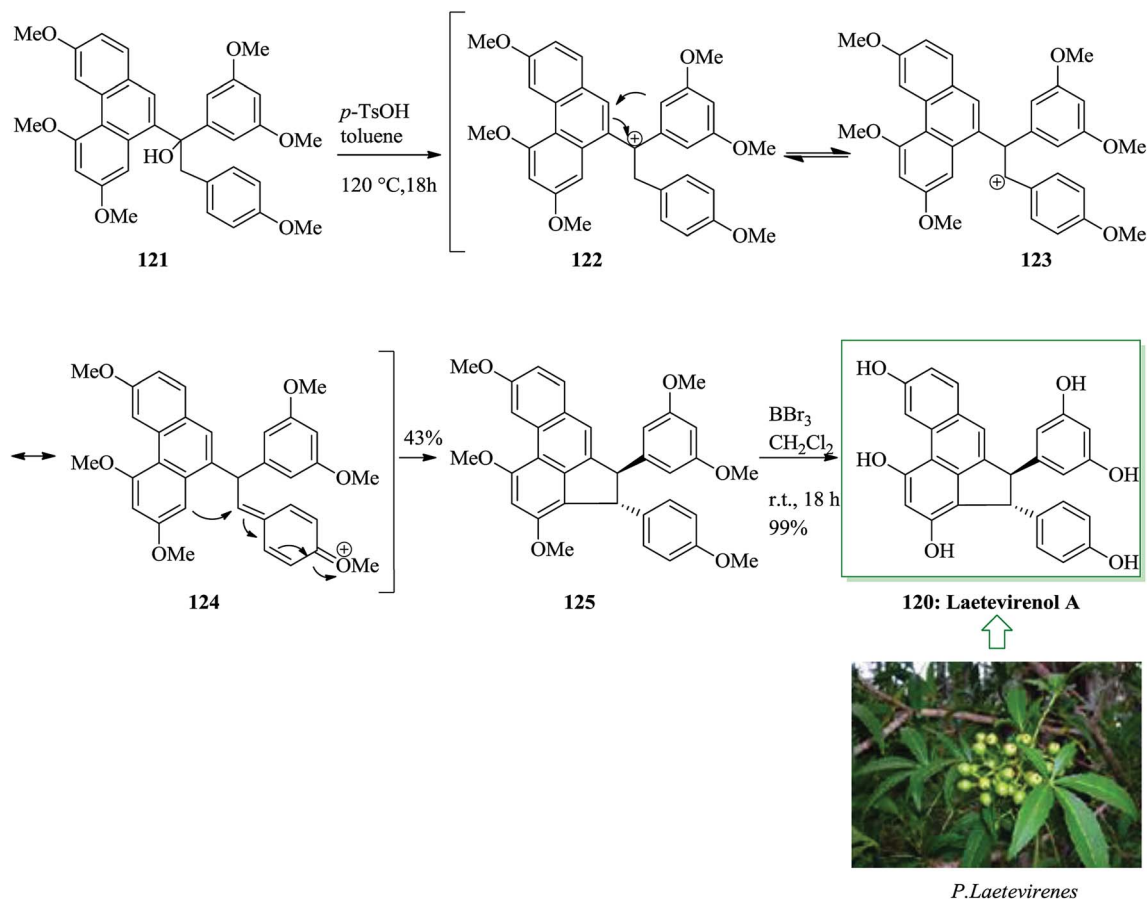 MeO
OMe
MeO
HO
OMe
OMe
OMe
121
p-TsOH
toluene
120 °C,18h
MeO
OMe
MeO
⊕
OMe
OMe
OMe
122
MeO
OMe
MeO
OMe
⊕
OMe
OMe
123
MeO
OMe
MeO
OMe
OMe
⊕
OMe
124
43%
MeO
OMe
MeO
OMe
MeO
OMe
125
BBr3
CH2Cl2
r.t., 18 h
99%
HO
OH
HO
OH
OH
OH
120: Laetevirenol A
P.Laetevirenes